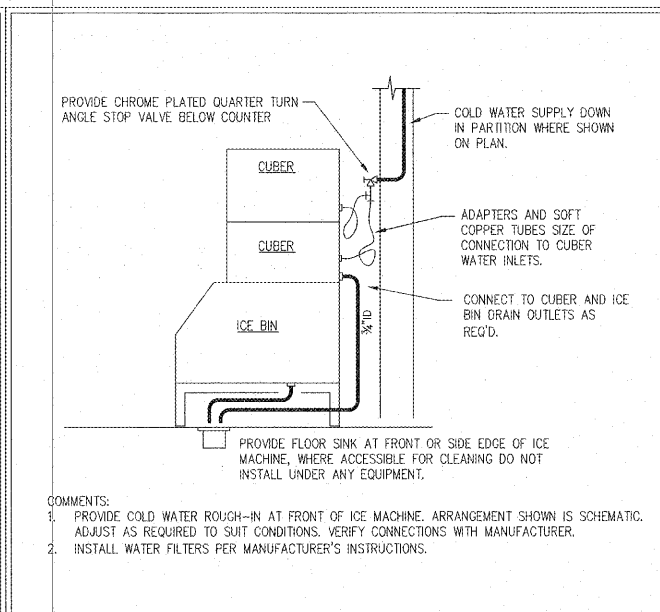 PROVIDE CHROME PLATED QUARTER TURN
ANGLE STOP VALVE BELOW COUNTER
COLD WATER SUPPLY DOWN
IN PARTITION WHERE SHOWN
ON PLAN.
CUBER
ADAPTERS AND SOFT
COPPER TUBES SIZE OF
CONNECTION TO CUBER
WATER INLETS.
CUBER
CONNECT TO CUBER AND ICE
BIN DRAIN OUTLETS AS
REQ'D.
ICE BIN
3/4"ID
PROVIDE FLOOR SINK AT FRONT OR SIDE EDGE OF ICE
MACHINE, WHERE ACCESSIBLE FOR CLEANING DO NOT
INSTALL UNDER ANY EQUIPMENT.
COMMENTS:
1. PROVIDE COLD WATER ROUGH-IN AT FRONT OF ICE MACHINE. ARRANGEMENT SHOWN IS SCHEMATIC.
ADJUST AS REQUIRED TO SUIT CONDITIONS. VERIFY CONNECTIONS WITH MANUFACTURER.
2. INSTALL WATER FILTERS PER MANUFACTURER'S INSTRUCTIONS.